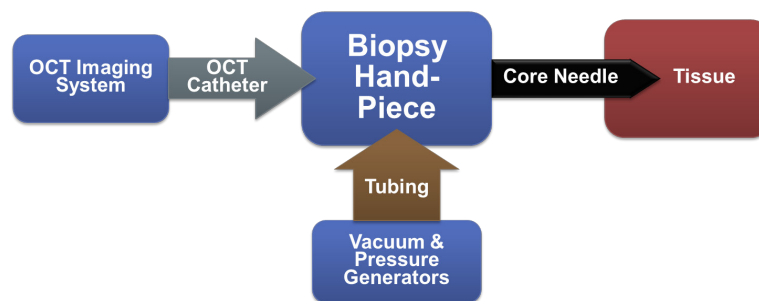 OCT Imaging
System
OCT
Catheter
Biopsy
Hand-
Piece
Core Needle
Tissue
Tubing
Vacuum &
Pressure
Generators